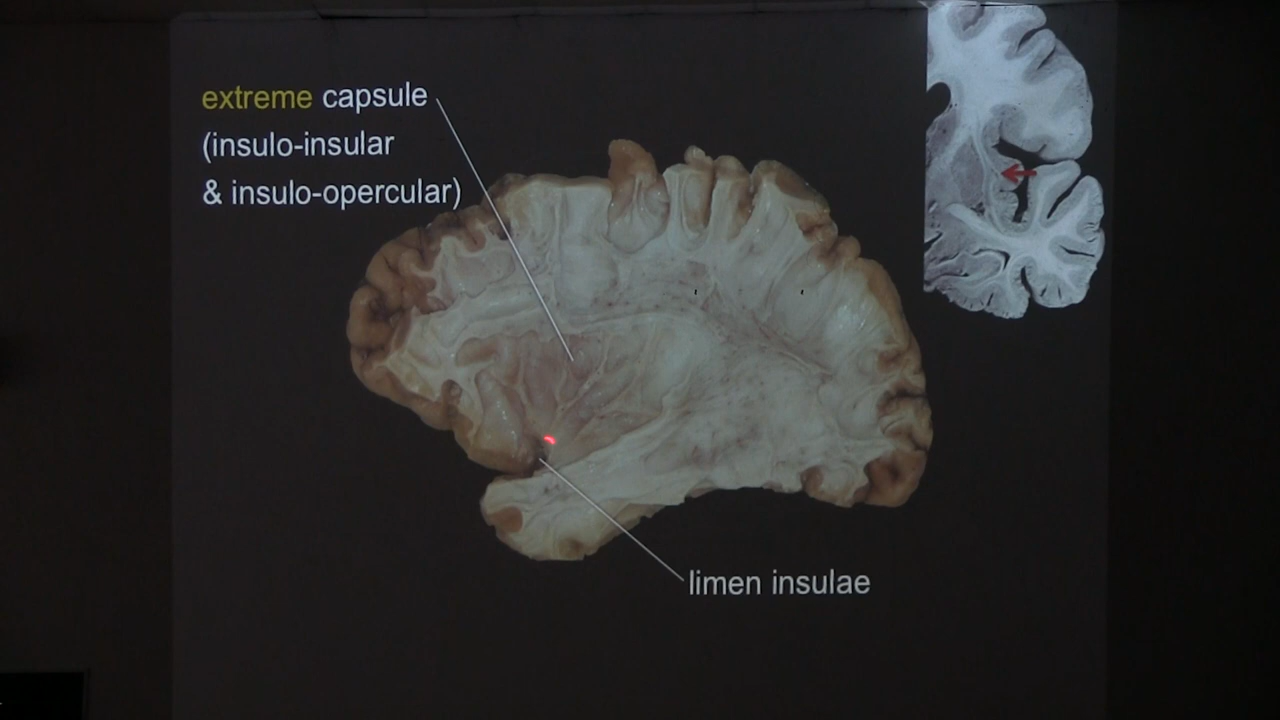 extreme capsule
(insulo-insular
& insulo-opercular)
limen insulae